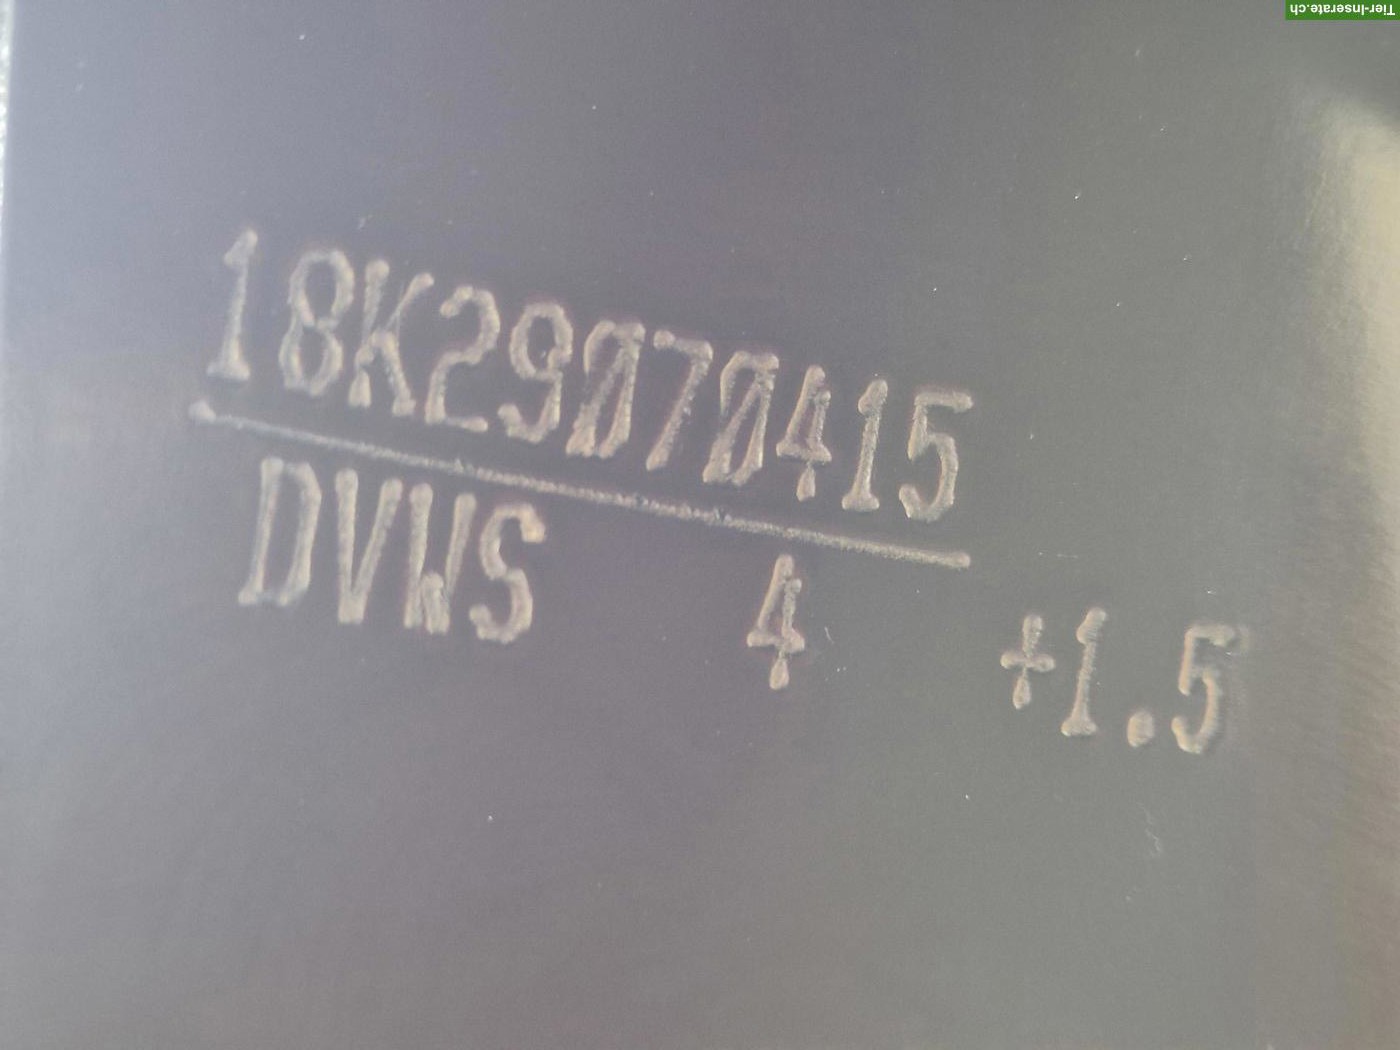 Tier-Inserate.ch
18K29070415
DVWS 4 +1.5